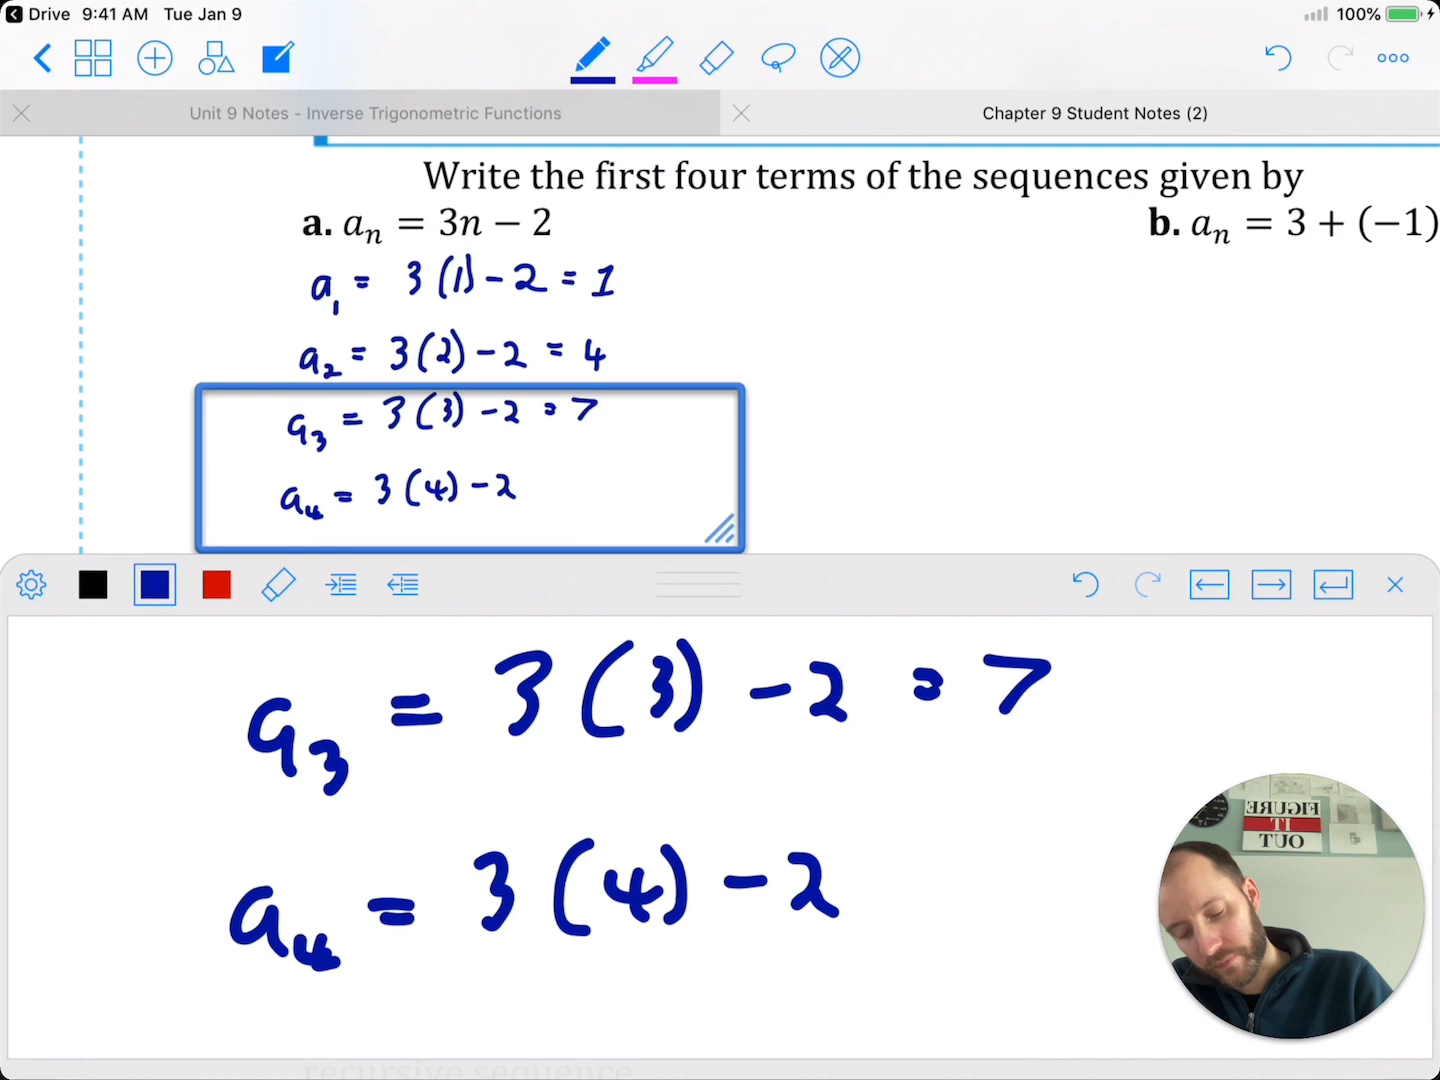 Drive 9:41 AM Tue Jan 9 100%
Unit 9 Notes - Inverse Trigonometric Functions
Chapter 9 Student Notes (2)
Write the first four terms of the sequences given by
a. aₙ = 3n − 2
b. aₙ = 3 + (−1)
a₁ = 3(1) - 2 = 1
a₂ = 3(2) - 2 = 4
a₃ = 3(3) - 2 = 7
a₄ = 3(4) - 2
a₃ = 3(3) - 2 = 7
a₄ = 3(4) - 2
FIGURE
IT
OUT
recursive sequence